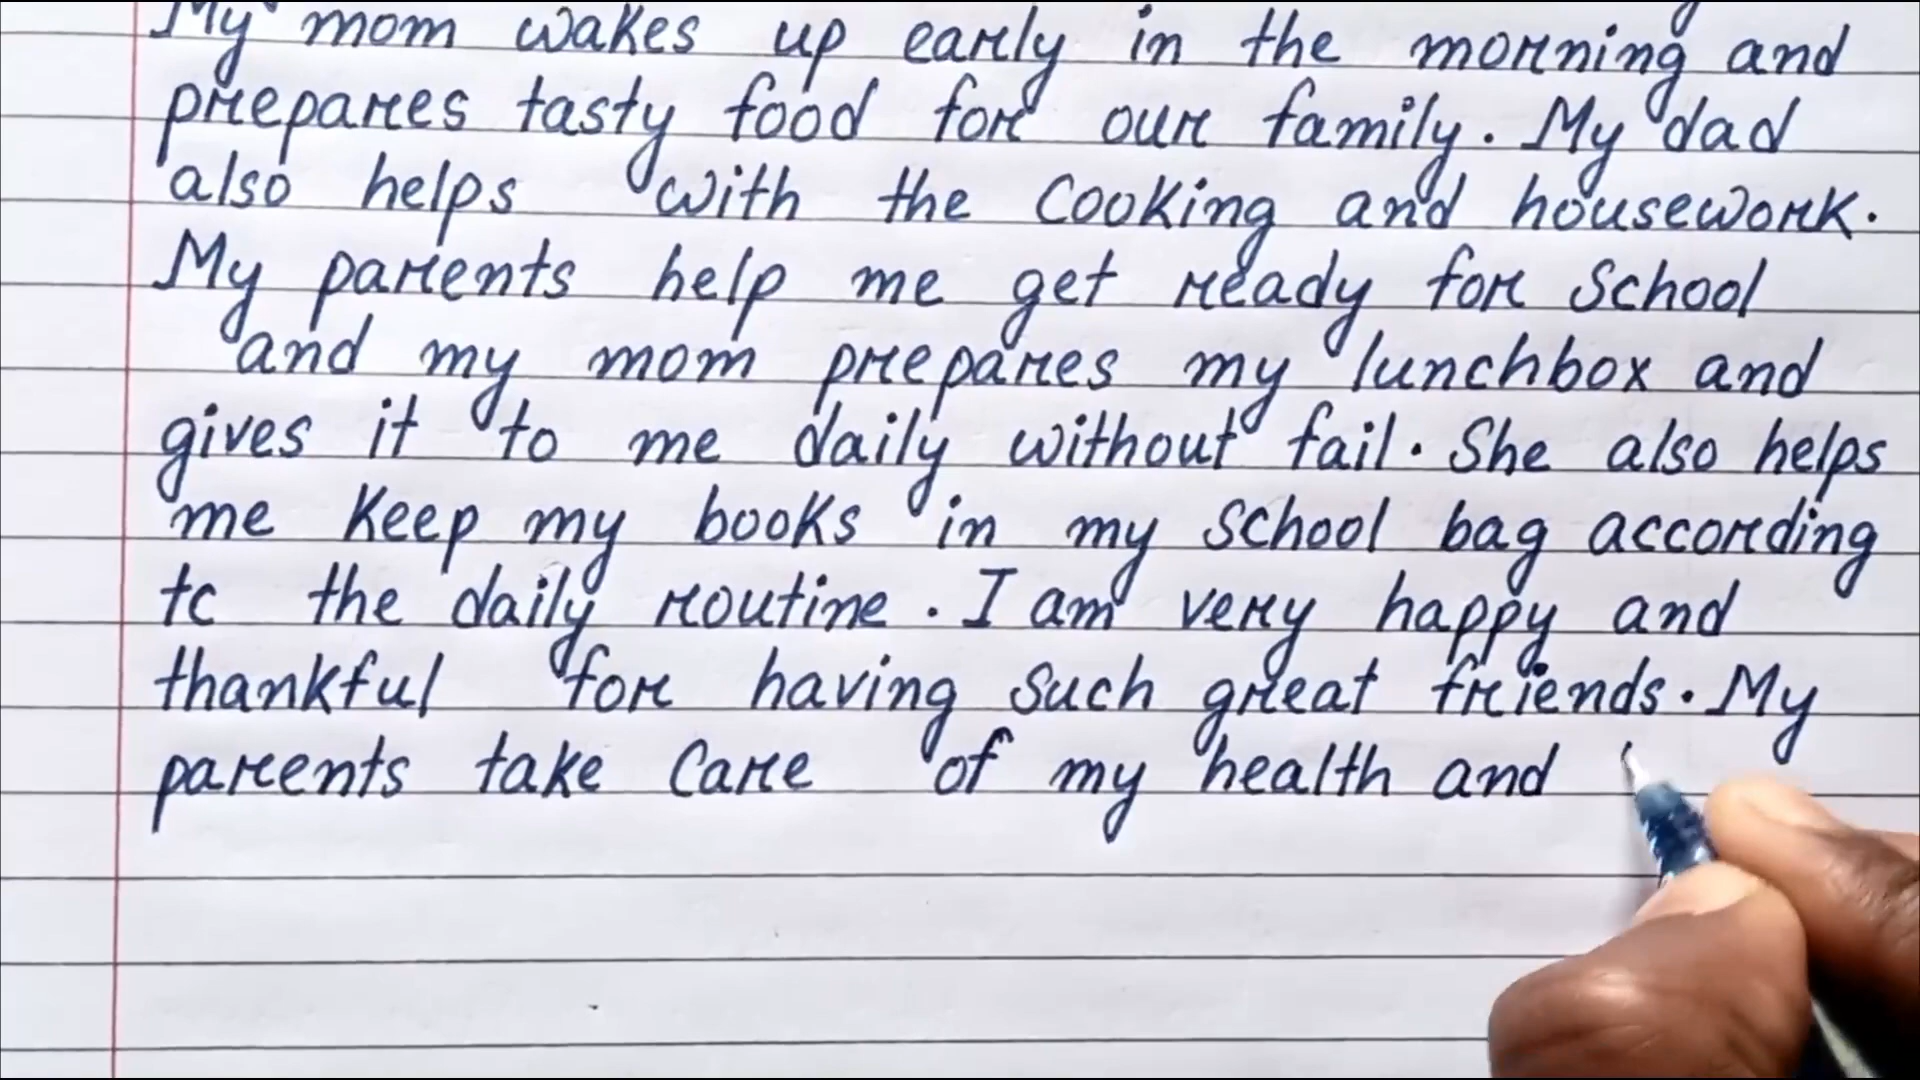 My mom wakes up early in the morning and
prepares tasty food for our family. My dad
also helps with the cooking and housework.
My parents help me get ready for school
and my mom prepares my lunchbox and
gives it to me daily without fail. She also helps
me keep my books in my school bag according
tc the daily routine. I am very happy and
thankful for having such great friends. My
parents take care of my health and